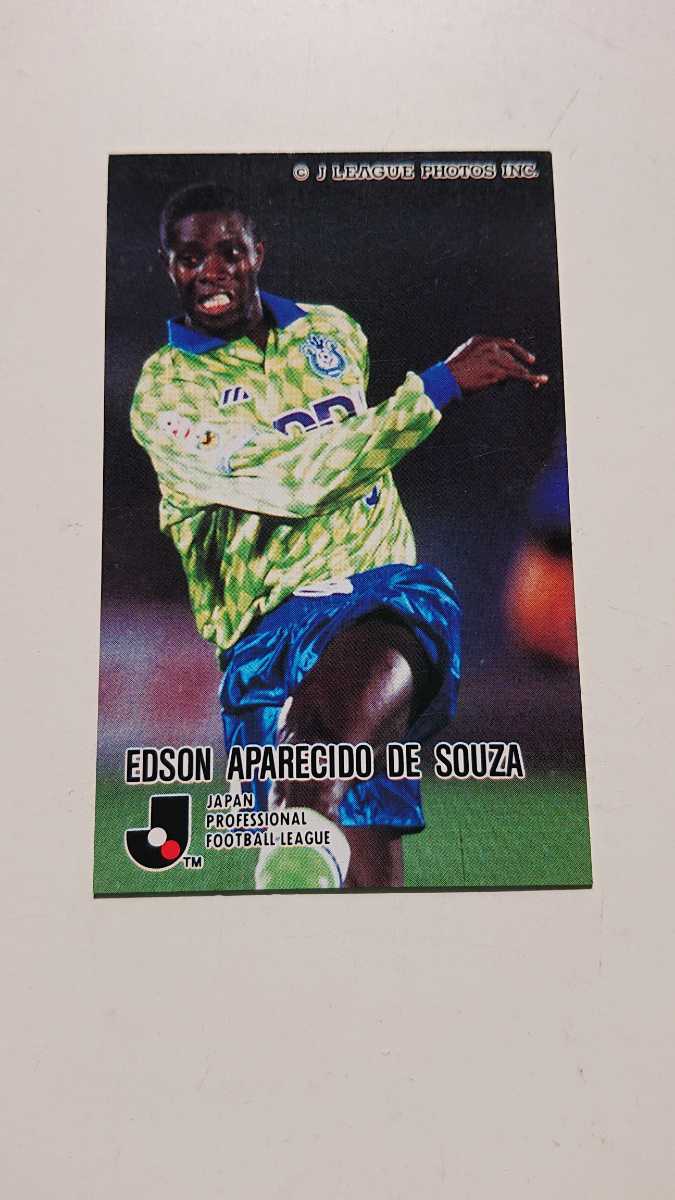 © J LEAGUE PHOTOS INC.
EDSON APARECIDO DE SOUZA
JAPAN
PROFESSIONAL
FOOTBALL LEAGUE
TM